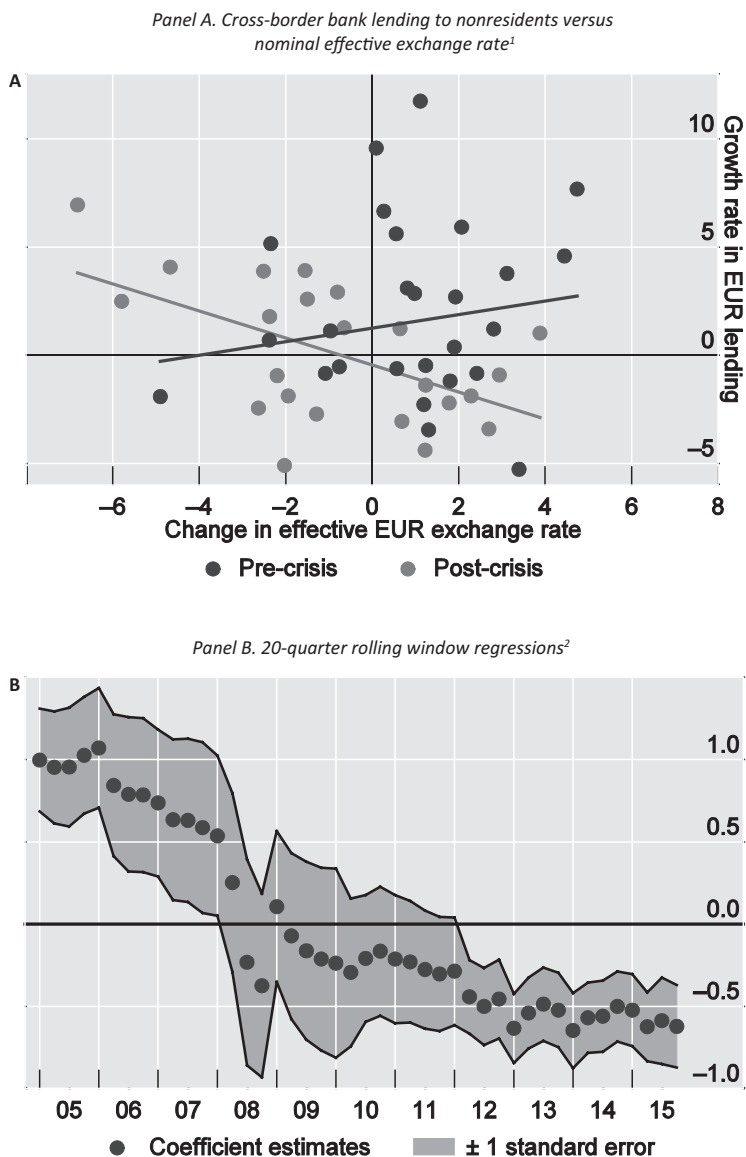 Panel A. Cross-border bank lending to nonresidents versus
nominal effective exchange rate1
A
10
5
0
–5
Growth rate in EUR lending
–6 –4 –2 0 2 4 6 8
Change in effective EUR exchange rate
Pre-crisis Post-crisis
Panel B. 20-quarter rolling window regressions2
B
1.0
0.5
0.0
–0.5
–1.0
05 06 07 08 09 10 11 12 13 14 15
Coefficient estimates ± 1 standard error